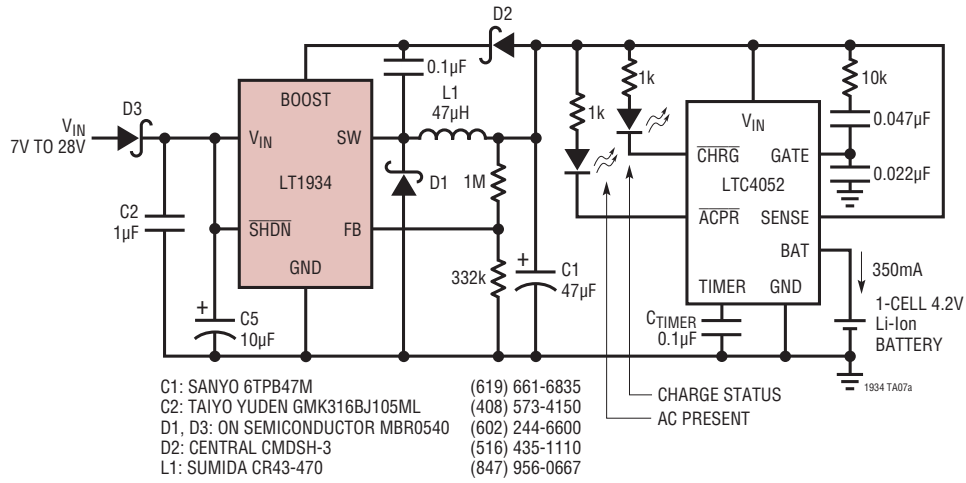 D2
0.1µF
1k
1k
10k
D3
V_IN
7V TO 28V
BOOST
L1
47µH
V_IN
SW
V_IN
0.047µF
CHRG
GATE
LT1934
D1
1M
LTC4052
0.022µF
C2
1µF
SHDN
FB
ACPR
SENSE
BAT
GND
332k
+
C1
47µF
TIMER
GND
350mA
+
C5
10µF
C_TIMER
0.1µF
1-CELL 4.2V
Li-Ion
BATTERY
1934 TA07a
C1: SANYO 6TPB47M (619) 661-6835
C2: TAIYO YUDEN GMK316BJ105ML (408) 573-4150
D1, D3: ON SEMICONDUCTOR MBR0540 (602) 244-6600
D2: CENTRAL CMDSH-3 (516) 435-1110
L1: SUMIDA CR43-470 (847) 956-0667
CHARGE STATUS
AC PRESENT